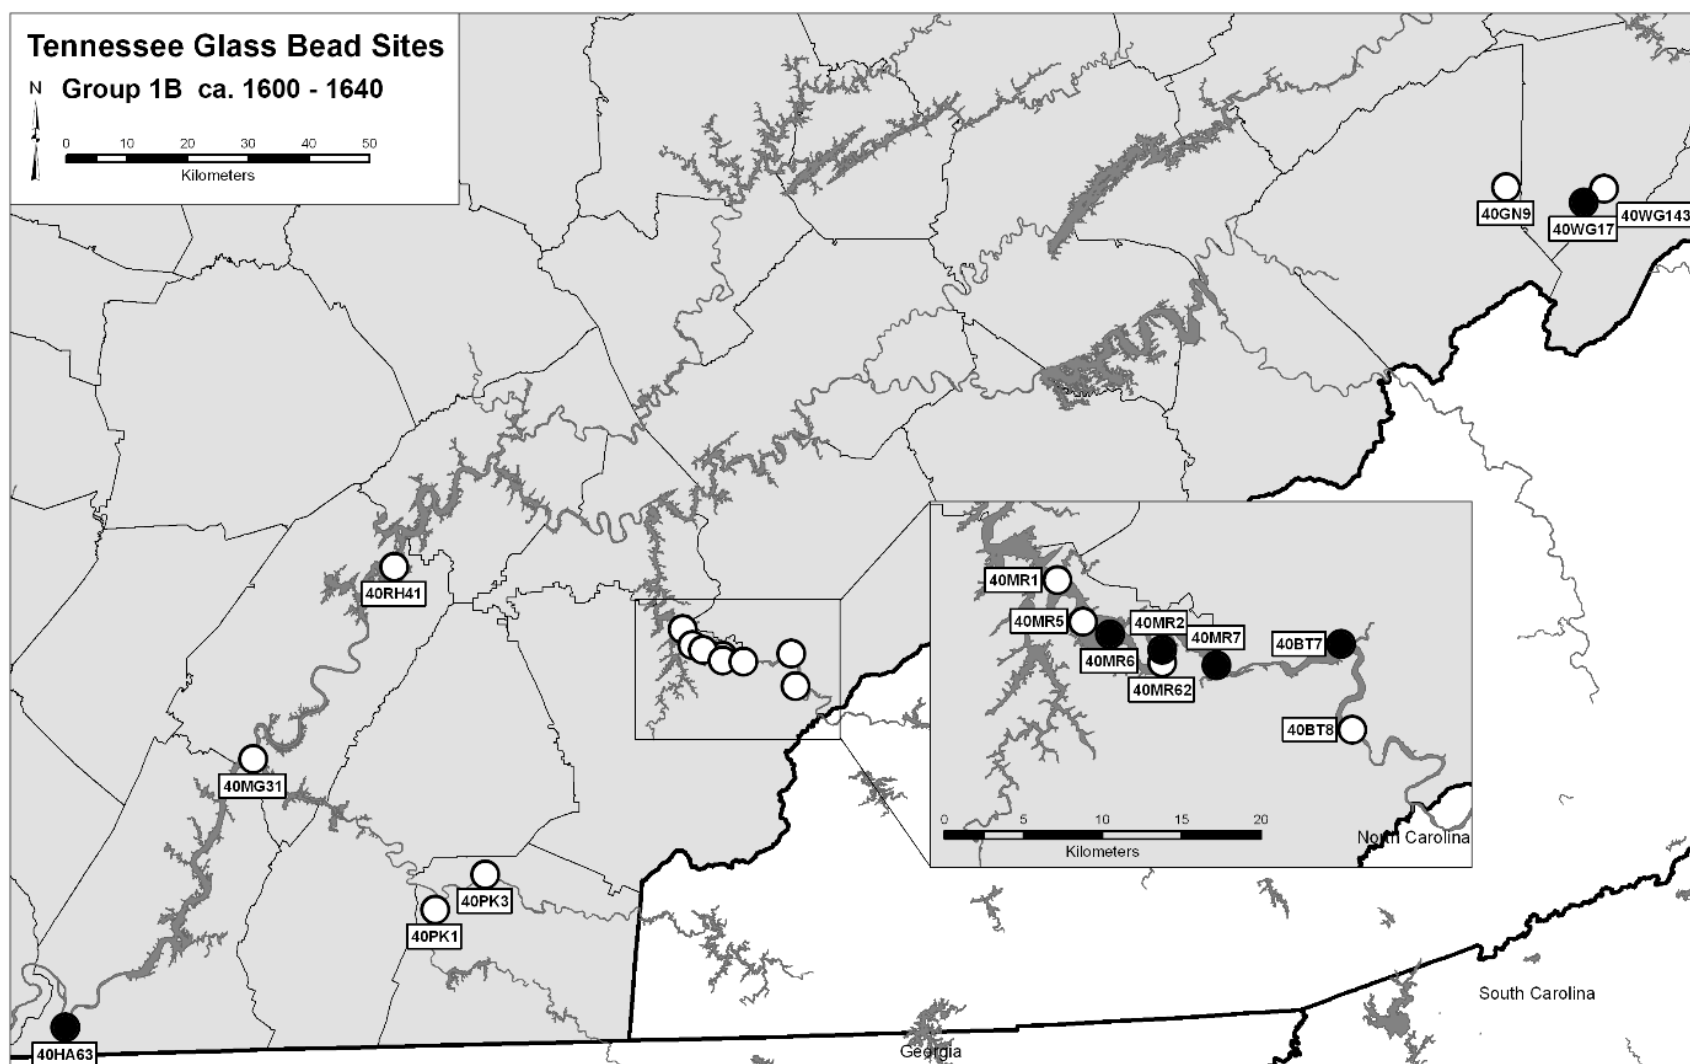 Tennessee Glass Bead Sites
N
Group 1B ca. 1600 - 1640
0 10 20 30 40 50
Kilometers
40GN9
40WG143
40WG17
40RH41
40MR1
40MR5
40MR2
40MR7
40BT7
40MR6
40MR62
40BT8
40MG31
0 5 10 15 20
Kilometers
North Carolina
40PK3
40PK1
South Carolina
40HA63
Georgia